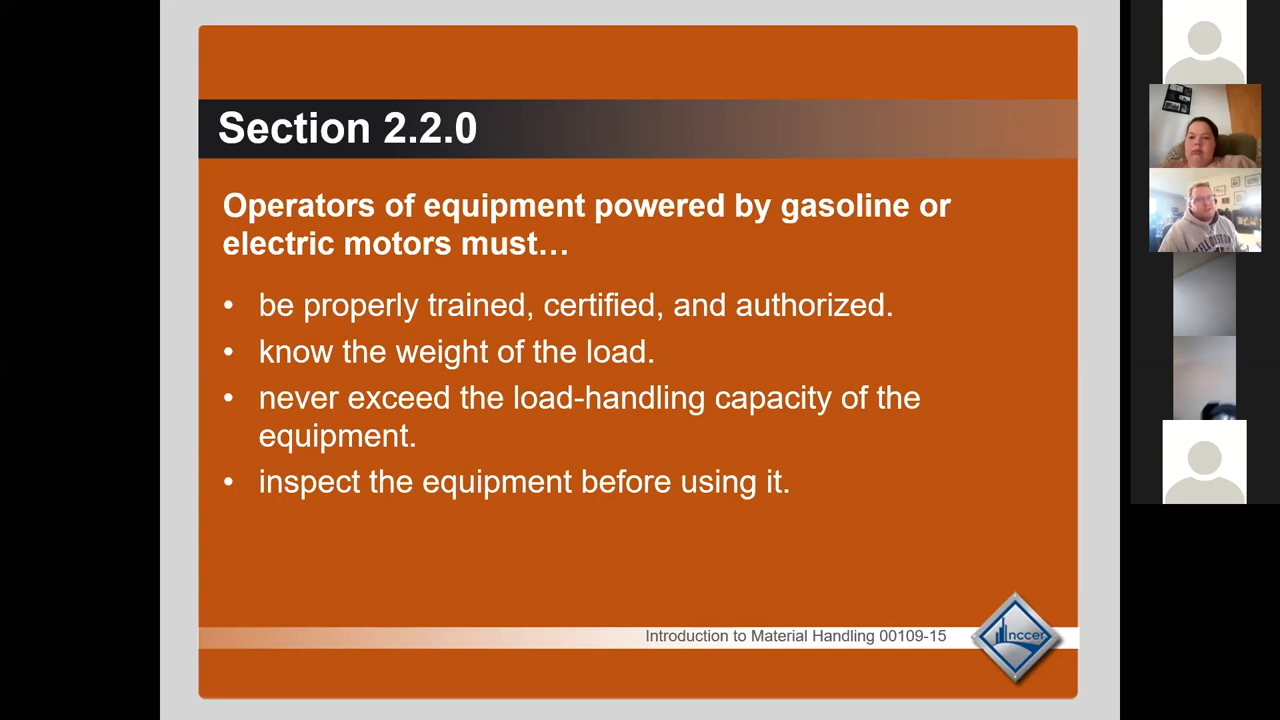 Section 2.2.0
Operators of equipment powered by gasoline or
electric motors must…
• be properly trained, certified, and authorized.
• know the weight of the load.
• never exceed the load-handling capacity of the
equipment.
• inspect the equipment before using it.
Introduction to Material Handling 00109-15
nccer